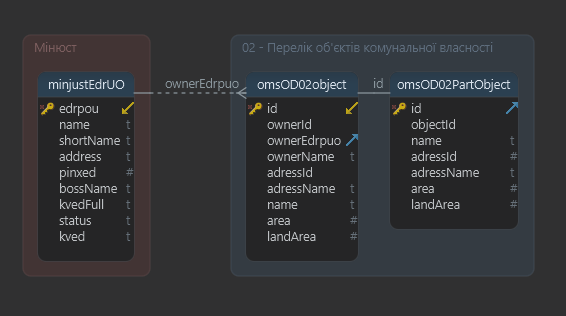 Мінюст
02 - Перелік об'єктів комунальної власності
minjustEdrUO
ownerEdrpuo
omsOD02object
id
omsOD02PartObject
edrpou
name t
shortName t
address t
pinxed #
bossName t
kvedFull t
status t
kved t
id
ownerId
ownerEdrpuo
ownerName t
adressId
adressName t
name t
area #
landArea #
id
objectId
name t
adressId #
adressName t
area #
landArea #